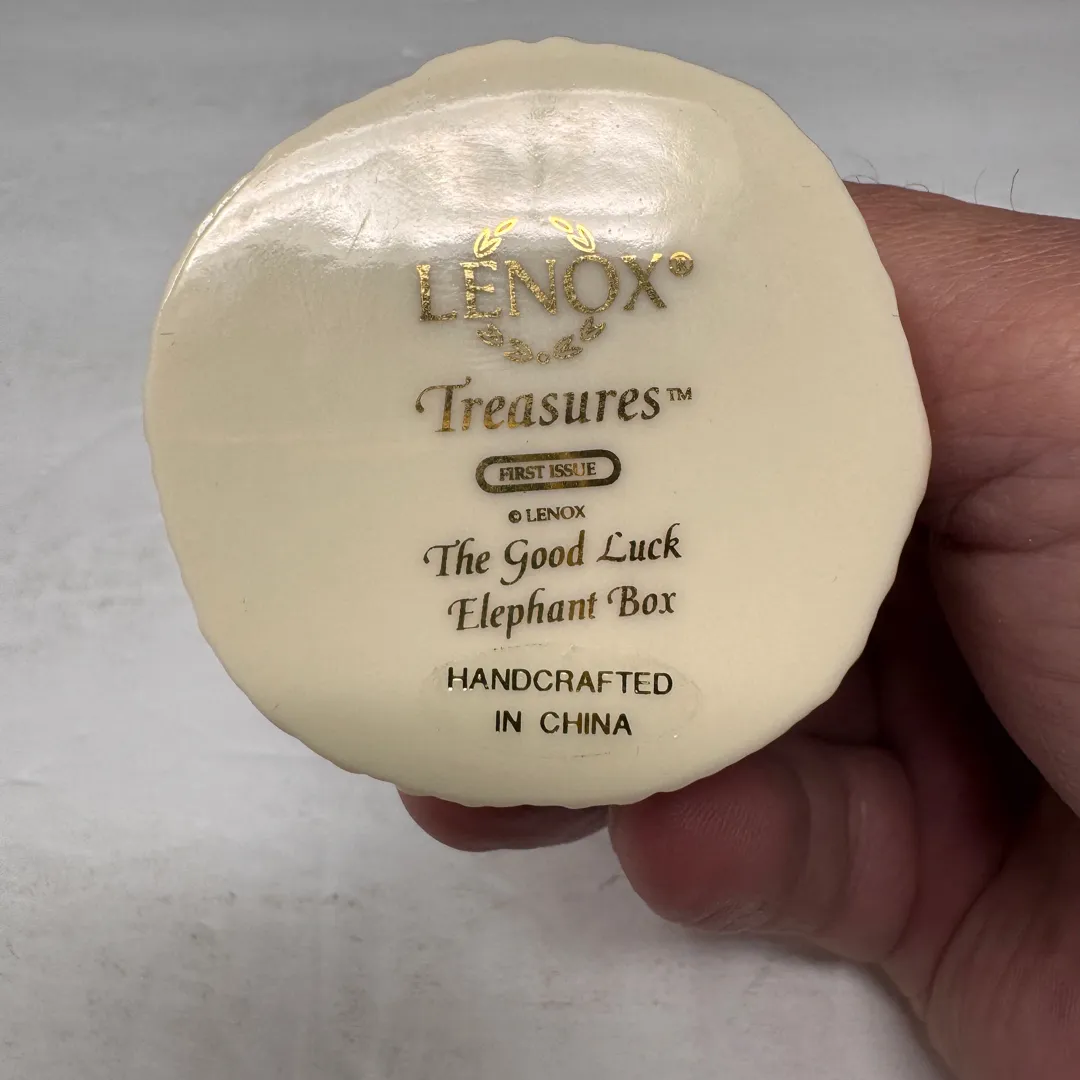 LENOX®
Treasures™
FIRST ISSUE
© LENOX
The Good Luck
Elephant Box
HANDCRAFTED
IN CHINA